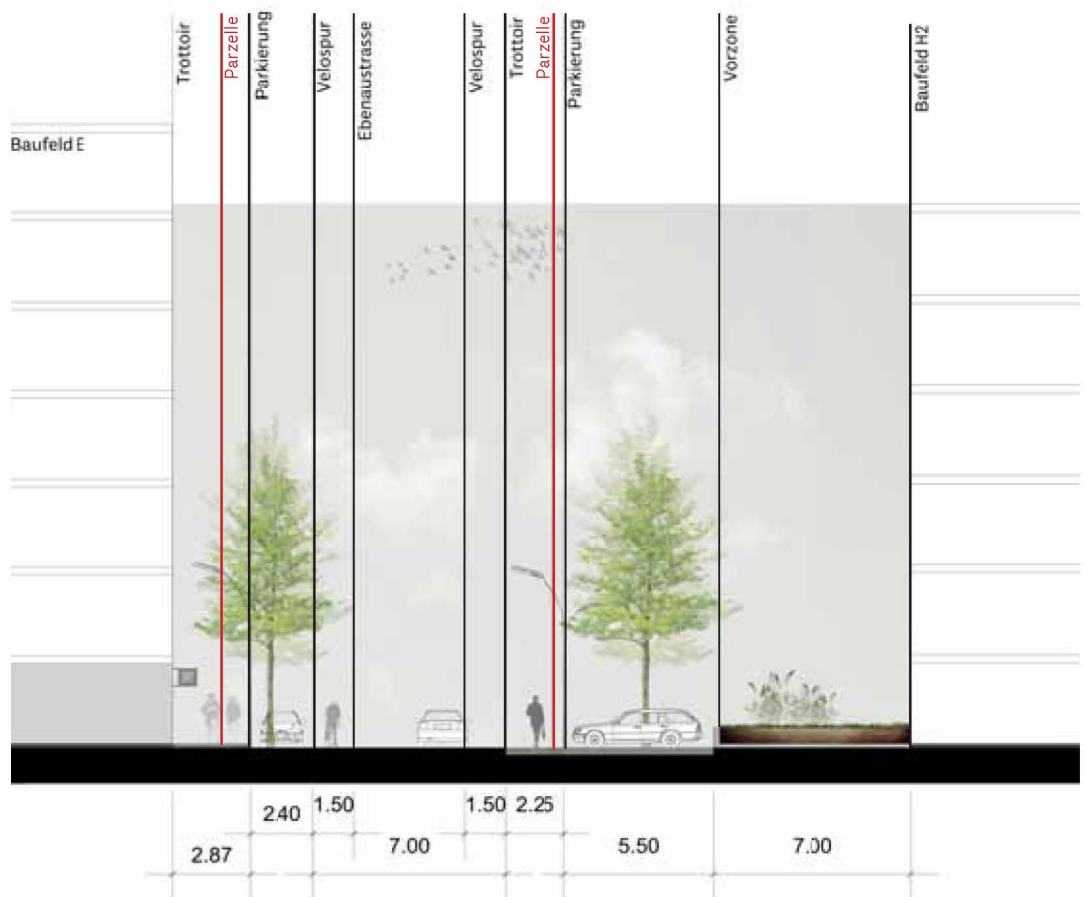 Trottoir
Parzelle
Parkierung
Velospur
Ebenaustrasse
Velospur
Trottoir
Parzelle
Parkierung
Vorzone
Baufeld H2
Baufeld E
2.40
1.50
1.50
2.25
2.87
7.00
5.50
7.00